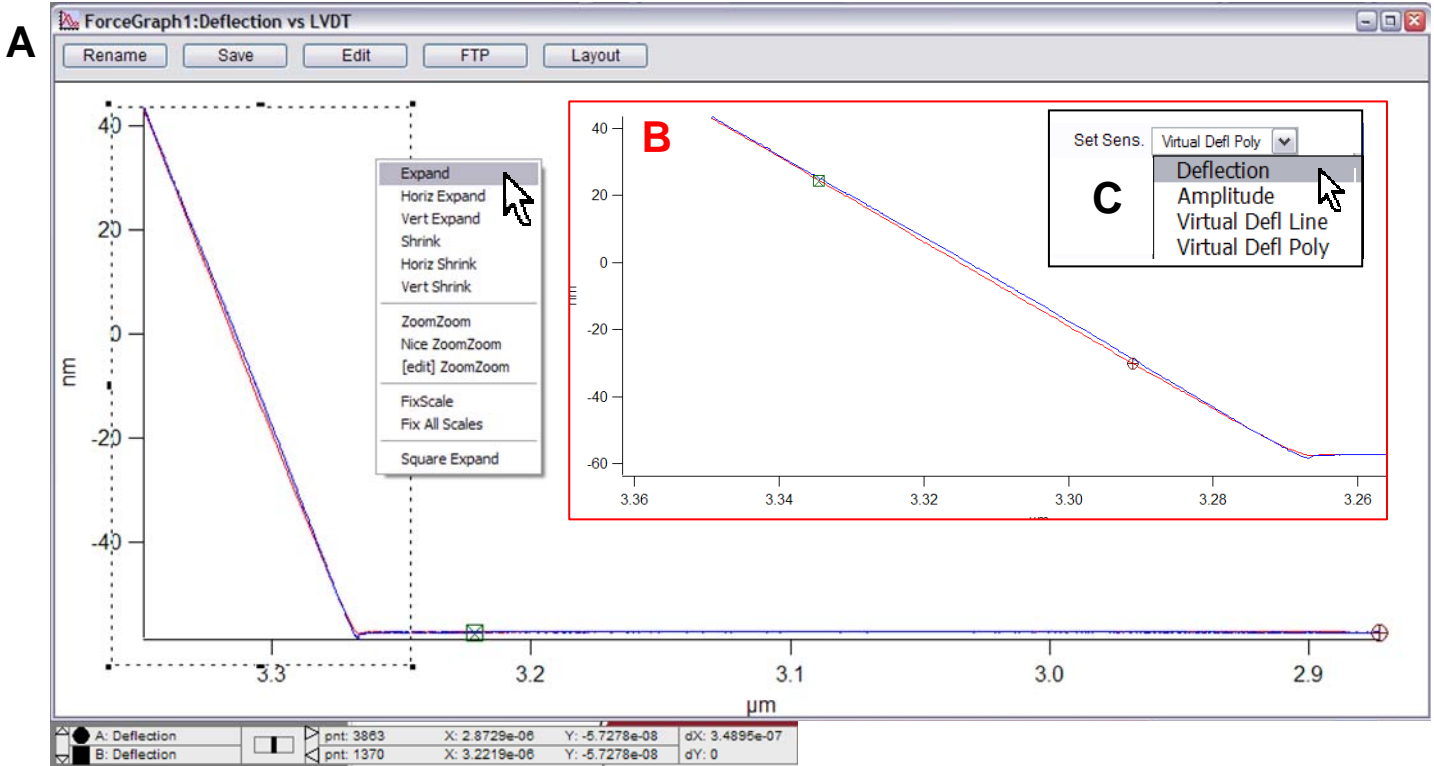 A
ForceGraph1:Deflection vs LVDT
Rename Save Edit FTP Layout
40
20
0
-20
-40
nm
3.3 3.2 3.1 3.0 2.9
µm
Expand
Horiz Expand
Vert Expand
Shrink
Horiz Shrink
Vert Shrink
ZoomZoom
Nice ZoomZoom
[edit] ZoomZoom
FixScale
Fix All Scales
Square Expand
B
40
20
0
-20
-40
-60
nm
3.36 3.34 3.32 3.30 3.28 3.26
µm
C
Set Sens. Virtual Defl Poly
Deflection
Amplitude
Virtual Defl Line
Virtual Defl Poly
A: Deflection pnt: 3863 X: 2.8729e-06 Y: -5.7278e-08 dX: 3.4895e-07
B: Deflection pnt: 1370 X: 3.2219e-06 Y: -5.7278e-08 dY: 0